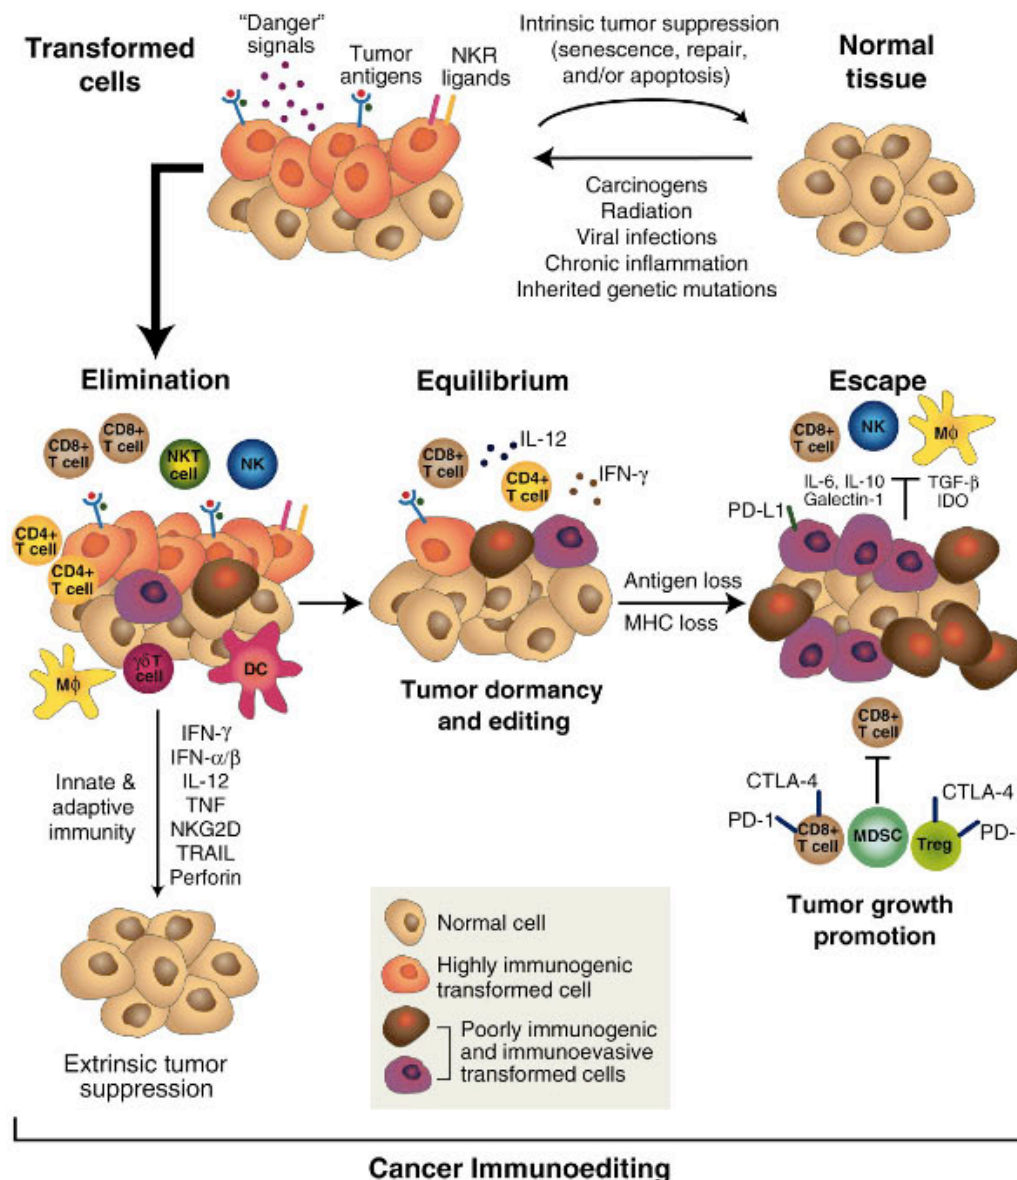 Transformed
cells
"Danger"
signals
Tumor
antigens
NKR
ligands
Intrinsic tumor suppression
(senescence, repair,
and/or apoptosis)
Normal
tissue
Carcinogens
Radiation
Viral infections
Chronic inflammation
Inherited genetic mutations
Elimination
CD8+
T cell
CD8+
T cell
NKT
cell
NK
CD4+
T cell
CD4+
T cell
Mϕ
γδT
cell
DC
Innate &
adaptive
immunity
IFN-γ
IFN-α/β
IL-12
TNF
NKG2D
TRAIL
Perforin
Extrinsic tumor
suppression
Equilibrium
CD8+
T cell
IL-12
CD4+
T cell
IFN-γ
Tumor dormancy
and editing
Antigen loss
MHC loss
Escape
CD8+
T cell
NK
Mϕ
IL-6, IL-10
Galectin-1
TGF-β
IDO
PD-L1
CD8+
T cell
CTLA-4
PD-1
CD8+
T cell
MDSC
Treg
CTLA-4
PD-
Tumor growth
promotion
Normal cell
Highly immunogenic
transformed cell
Poorly immunogenic
and immunoevasive
transformed cells
Cancer Immunoediting